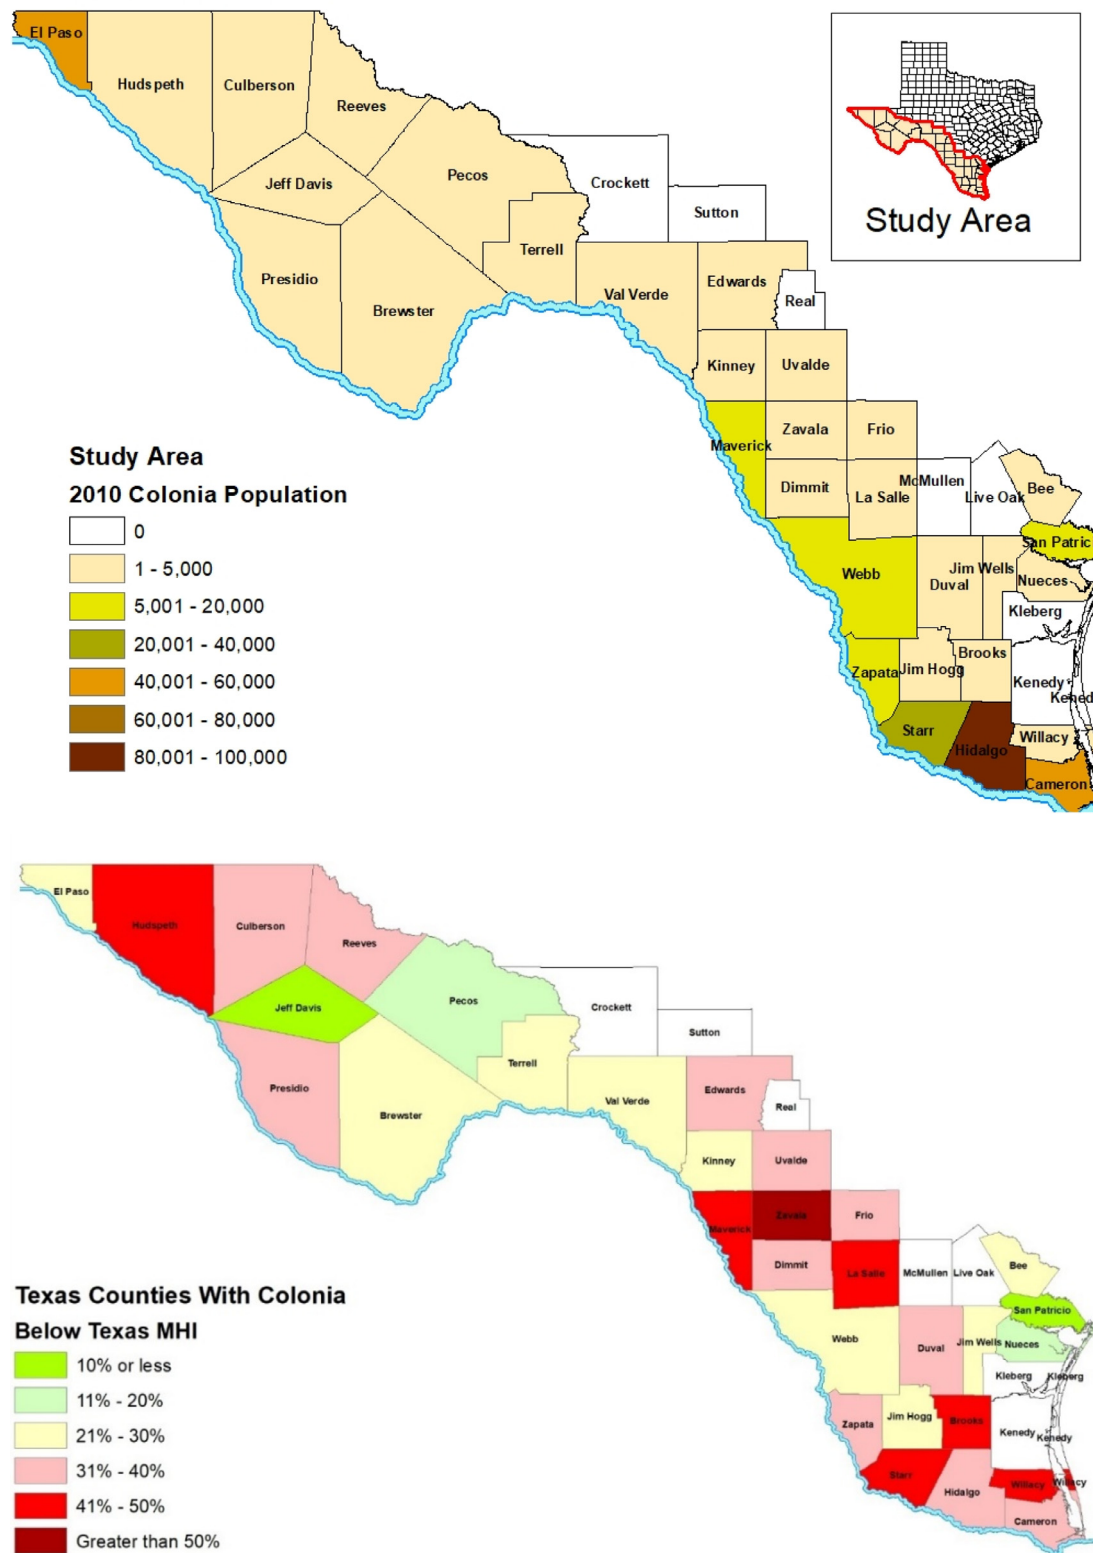 El Paso
Hudspeth
Culberson
Reeves
Jeff Davis
Pecos
Crockett
Sutton
Study Area
Terrell
Presidio
Brewster
Val Verde
Edwards
Real
Kinney
Uvalde
Maverick
Zavala
Frio
Dimmit
La Salle
McMullen
Live Oak
Bee
San Patric
Webb
Duval
Jim Wells
Nueces
Kleberg
Zapata
Jim Hogg
Brooks
Kenedy
Kened
Starr
Hidalgo
Willacy
Cameron
Study Area
2010 Colonia Population
0
1 - 5,000
5,001 - 20,000
20,001 - 40,000
40,001 - 60,000
60,001 - 80,000
80,001 - 100,000
El Paso
Hudspeth
Culberson
Reeves
Jeff Davis
Pecos
Crockett
Sutton
Terrell
Presidio
Brewster
Val Verde
Edwards
Real
Kinney
Uvalde
Maverick
Zavala
Frio
Dimmit
La Salle
McMullen
Live Oak
Bee
San Patricio
Webb
Duval
Jim Wells
Nueces
Kleberg
Kleberg
Zapata
Jim Hogg
Brooks
Kenedy
Kenedy
Starr
Hidalgo
Willacy
Willacy
Cameron
Texas Counties With Colonia
Below Texas MHI
10% or less
11% - 20%
21% - 30%
31% - 40%
41% - 50%
Greater than 50%